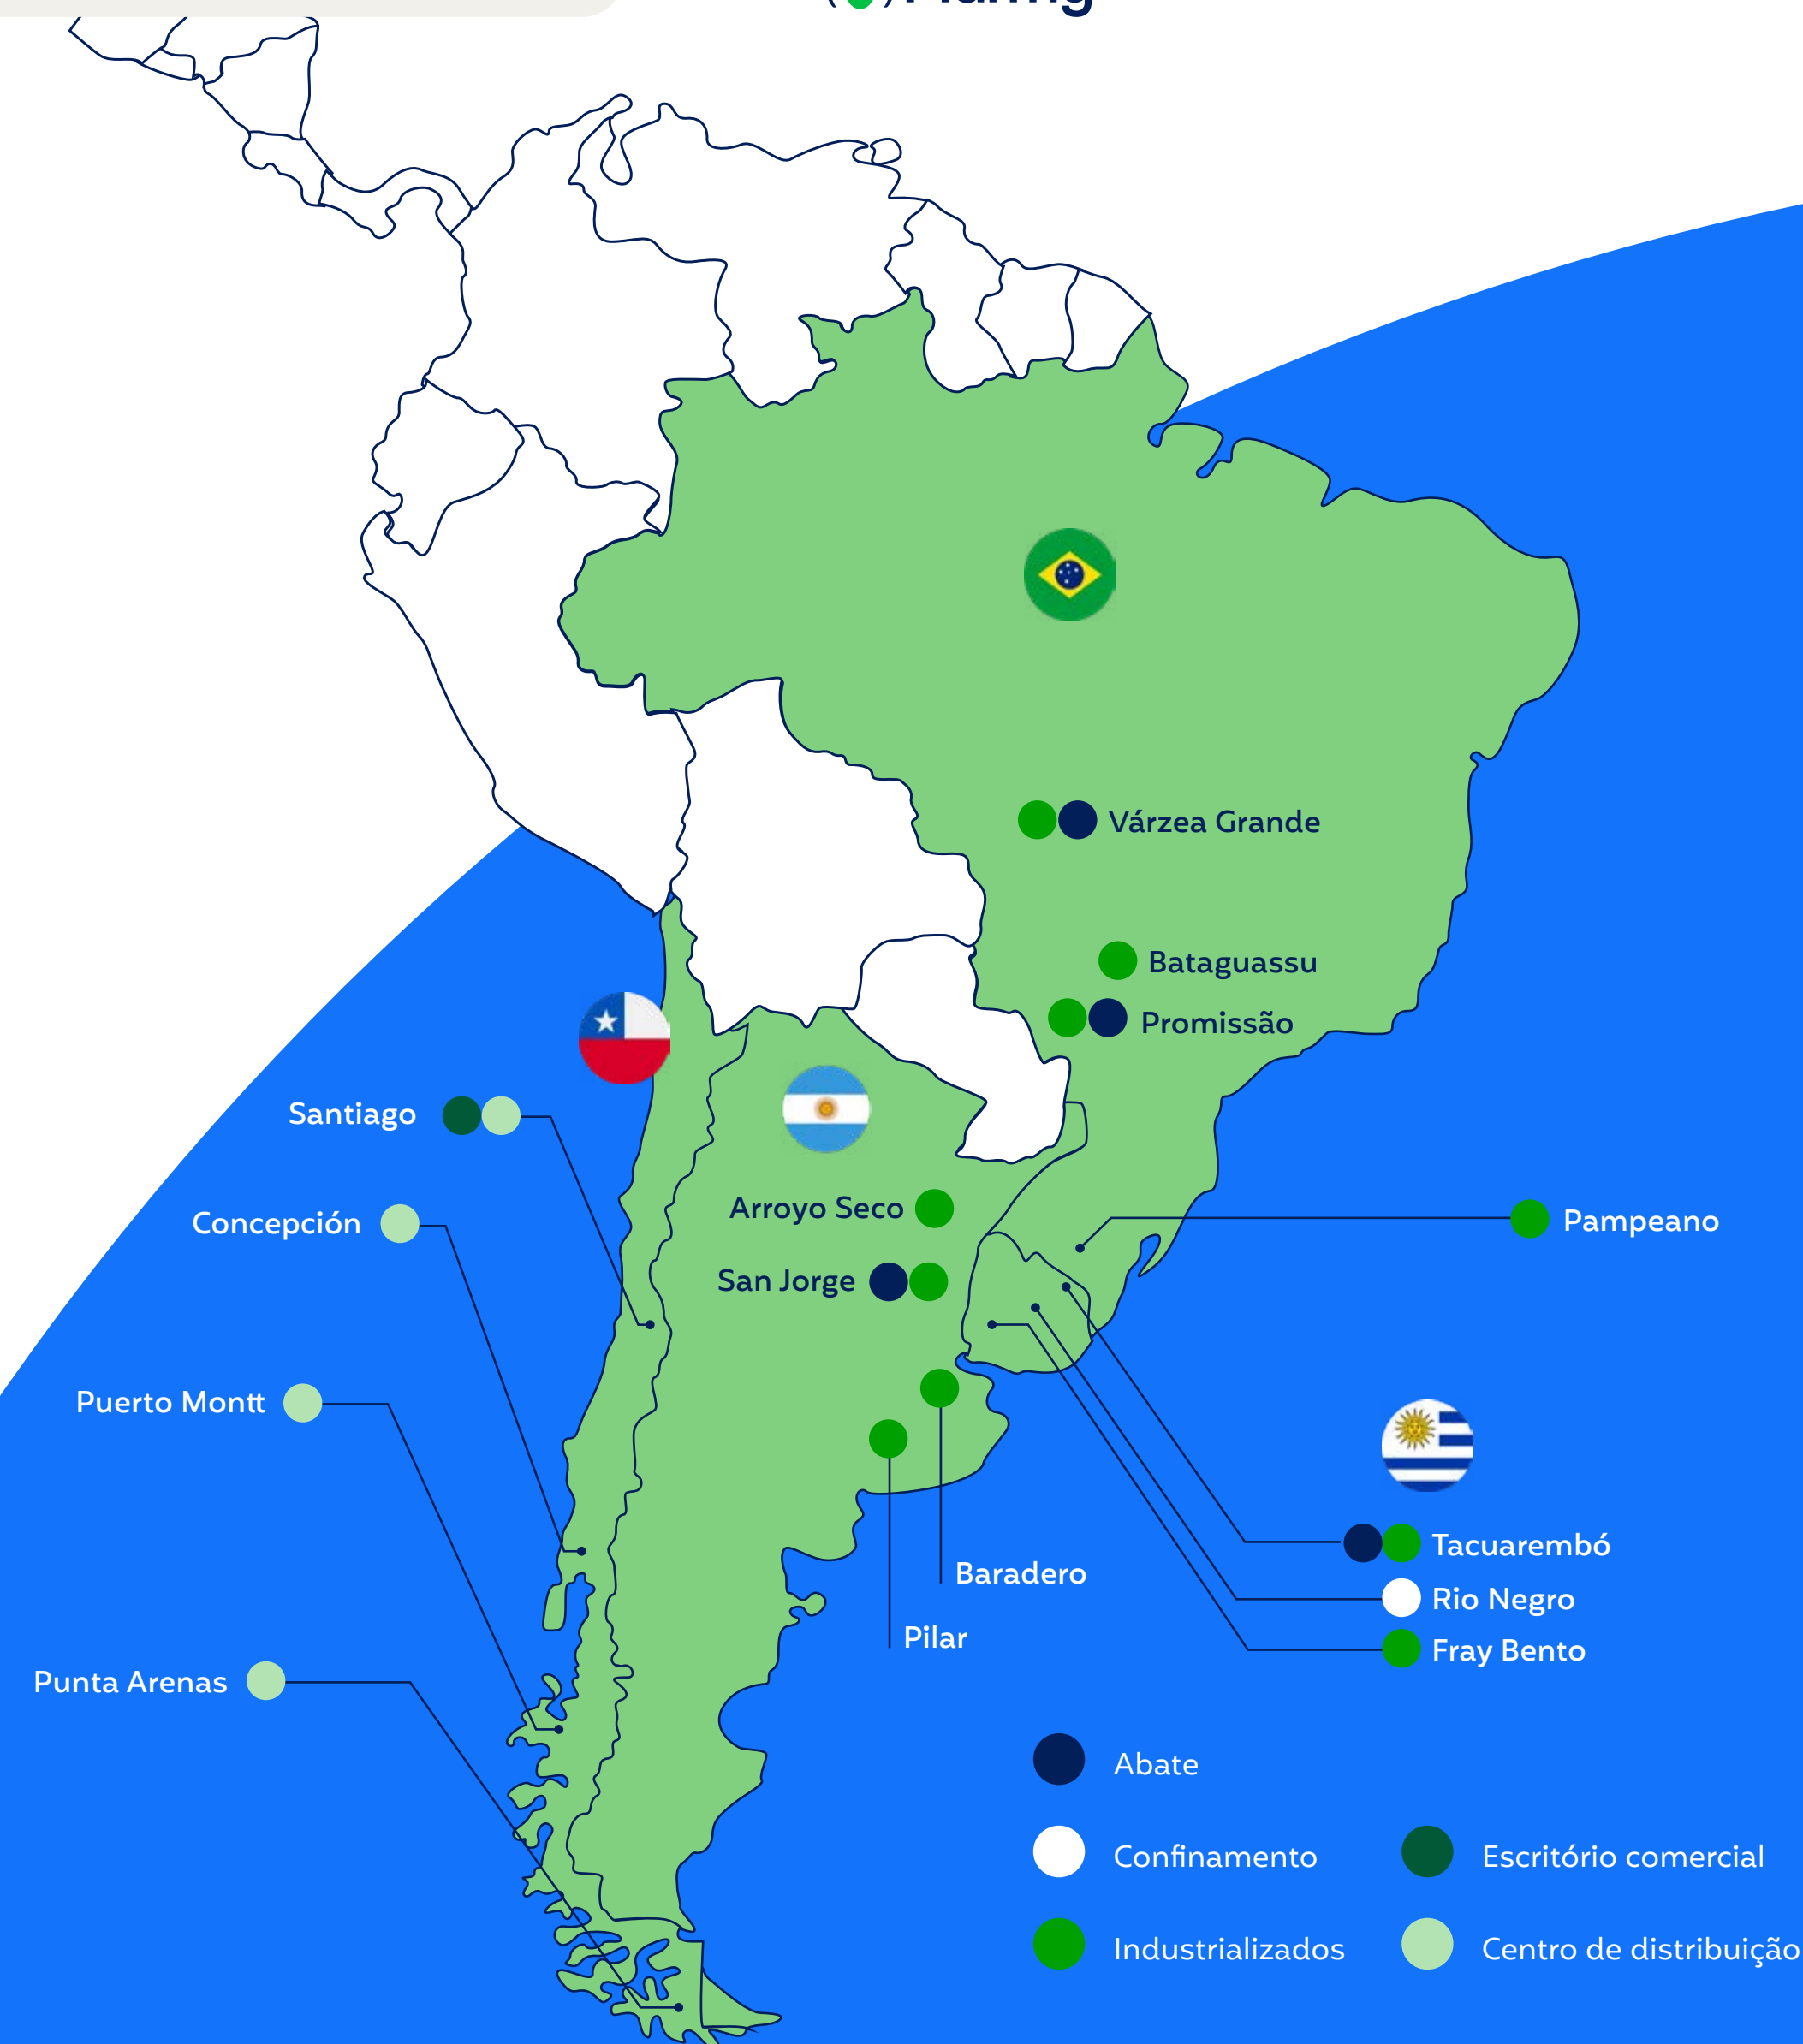 Várzea Grande
Bataguassu
Promissão
Santiago
Concepción
Arroyo Seco
Pampeano
San Jorge
Puerto Montt
Tacuarembó
Baradero
Rio Negro
Pilar
Fray Bento
Punta Arenas
Abate
Confinamento
Escritório comercial
Industrializados
Centro de distribuição